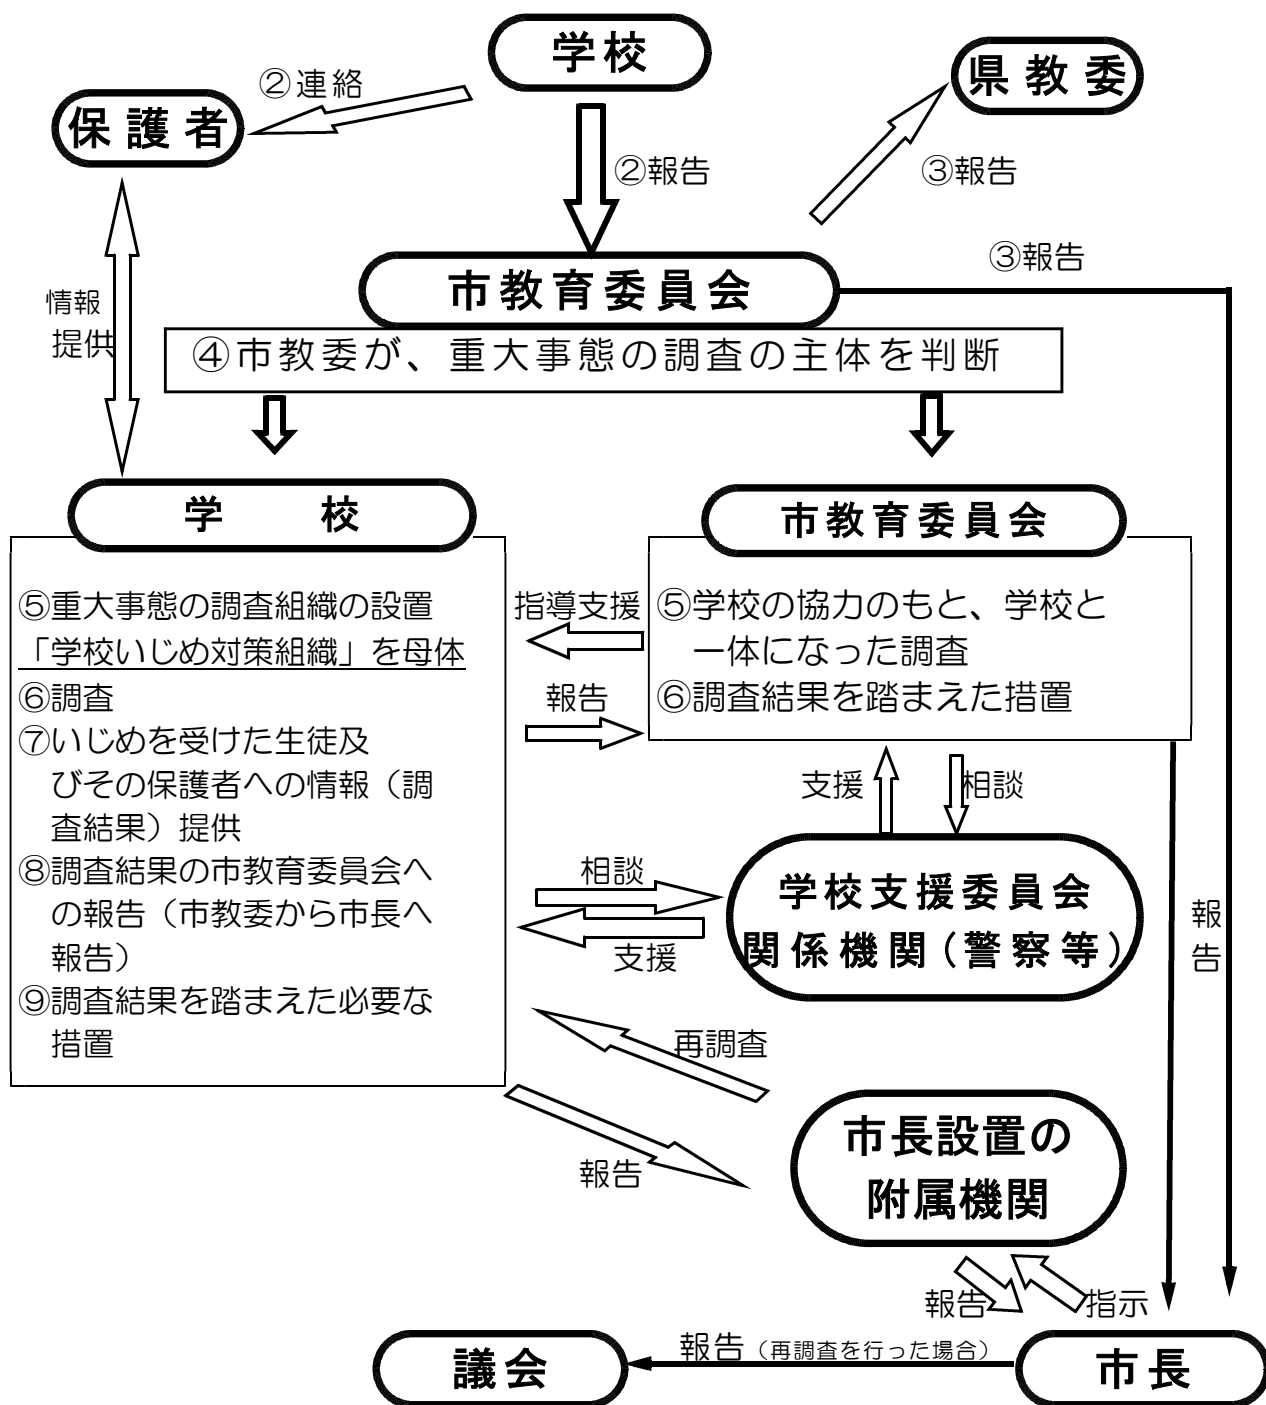 学校
県教委
②連絡
保護者
②報告
③報告
③報告
市教育委員会
情報
提供
④市教委が、重大事態の調査の主体を判断
学　　校
市教育委員会
⑤重大事態の調査組織の設置
「学校いじめ対策組織」を母体
⑥調査
⑦いじめを受けた生徒及
びその保護者への情報（調
査結果）提供
⑧調査結果の市教育委員会へ
の報告（市教委から市長へ
報告）
⑨調査結果を踏まえた必要な
措置
指導支援
報告
⑤学校の協力のもと、学校と
一体になった調査
⑥調査結果を踏まえた措置
支援
相談
相談
支援
学校支援委員会
関係機関（警察等）
報
告
再調査
報告
市長設置の
附属機関
報告
指示
報告（再調査を行った場合）
議会
市長